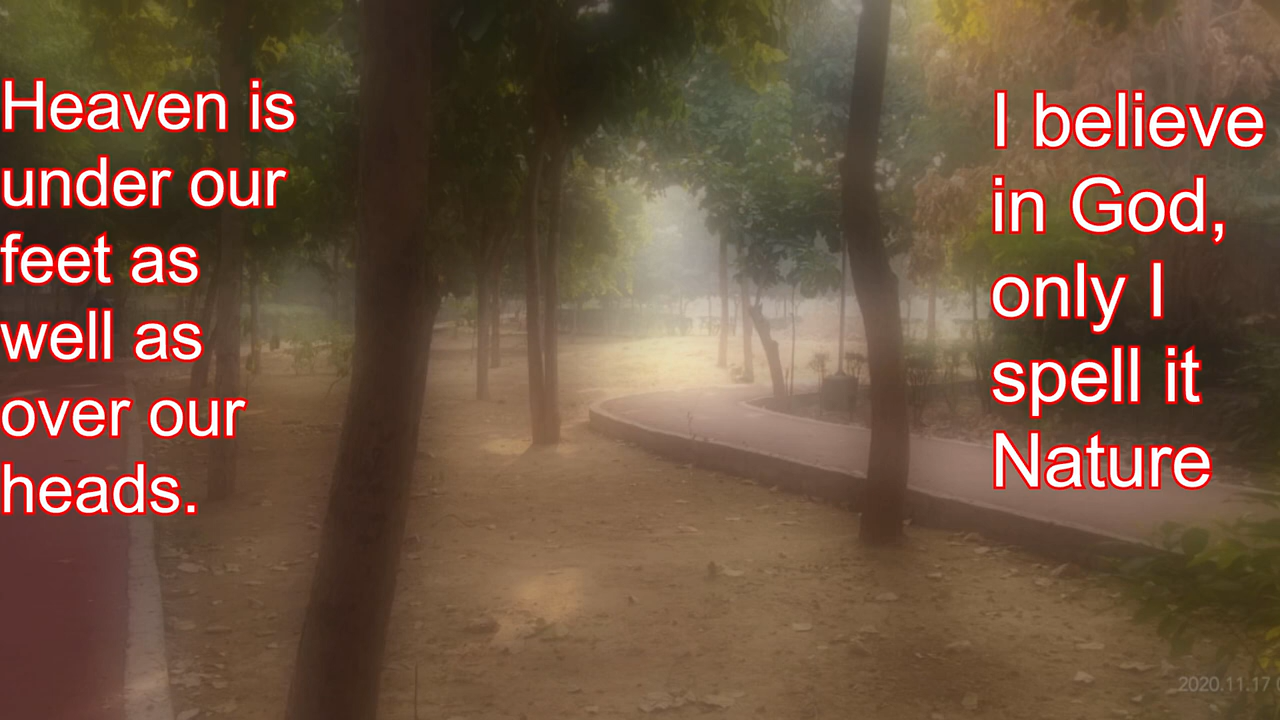 Heaven is
under our
feet as
well as
over our
heads.
I believe
in God,
only I
spell it
Nature
2020.11.17